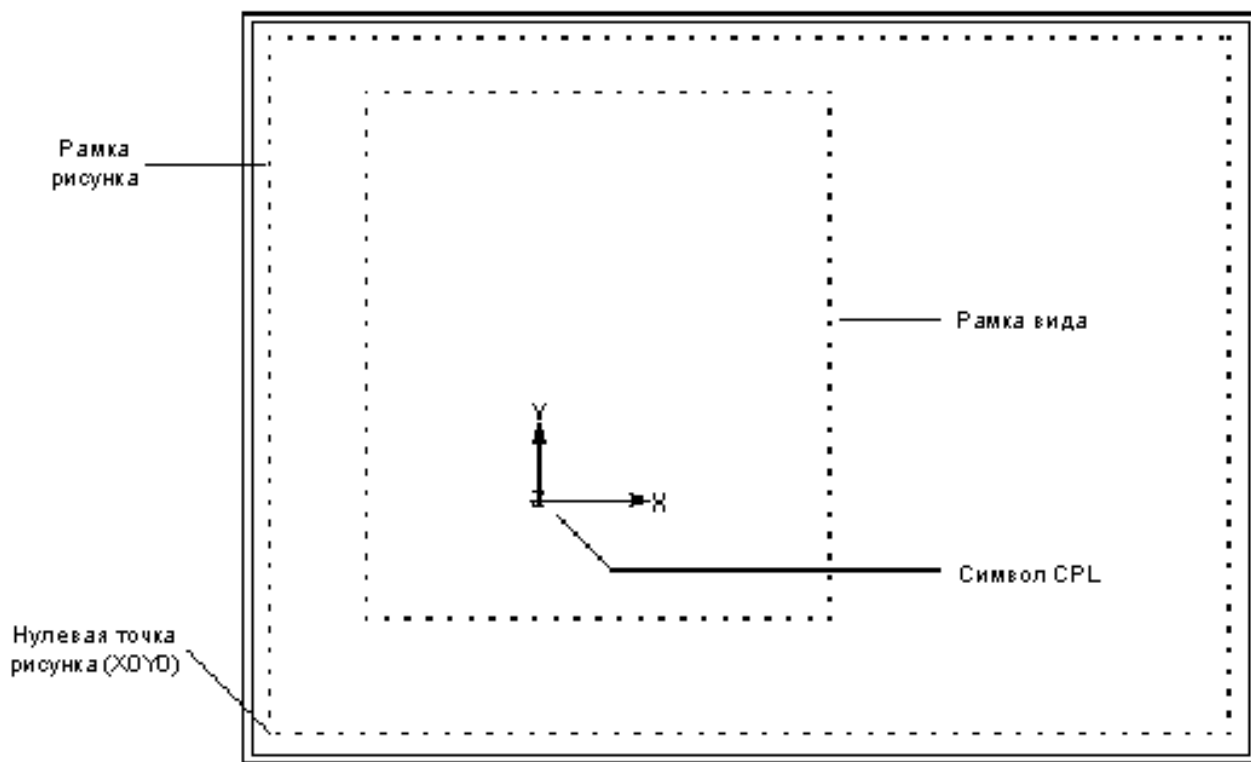 Рамка
рисунка
Рамка вида
Y
Z
X
Символ CPL
Нулевая точка
рисунка (X0Y0)